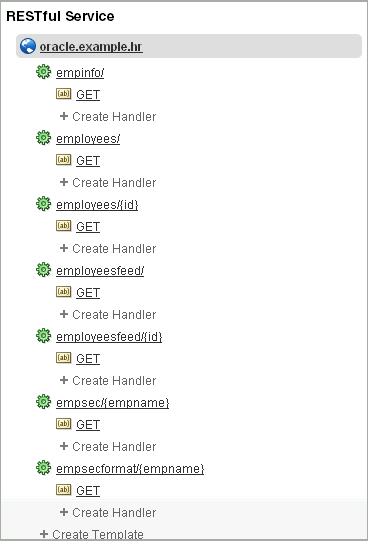 RESTful Service
oracle.example.hr
empinfo/
GET
+ Create Handler
employees/
GET
+ Create Handler
employees/{id}
GET
+ Create Handler
employeesfeed/
GET
+ Create Handler
employeesfeed/{id}
GET
+ Create Handler
empsec/{empname}
GET
+ Create Handler
empsecformat/{empname}
GET
+ Create Handler
+ Create Template